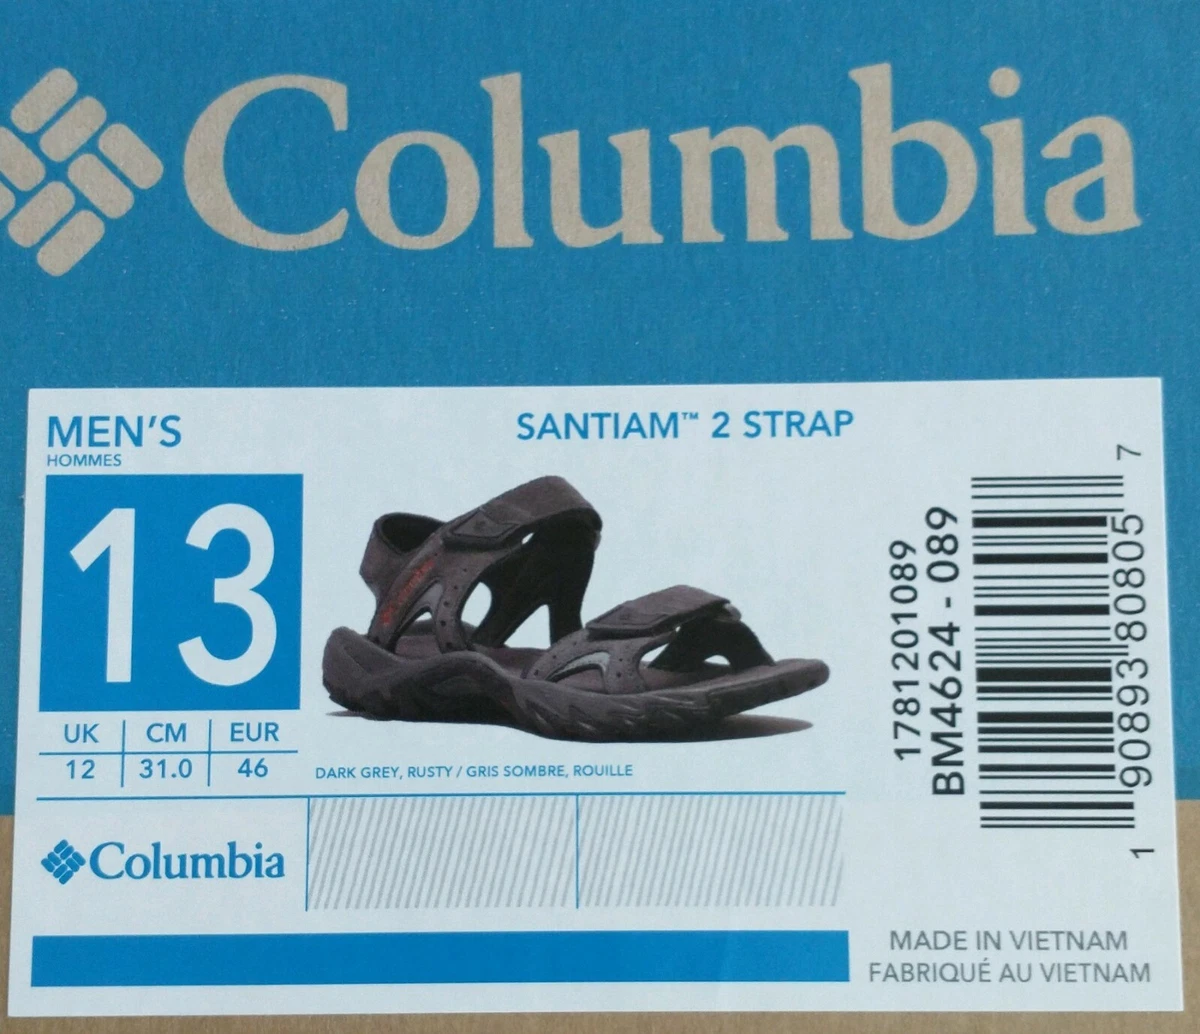 Columbia
MEN'S
HOMMES
SANTIAM™ 2 STRAP
13
UK CM EUR
12 31.0 46
DARK GREY, RUSTY / GRIS SOMBRE, ROUILLE
Columbia
1781201089
BM4624 - 089
1 90893 80805 7
MADE IN VIETNAM
FABRIQUÉ AU VIETNAM